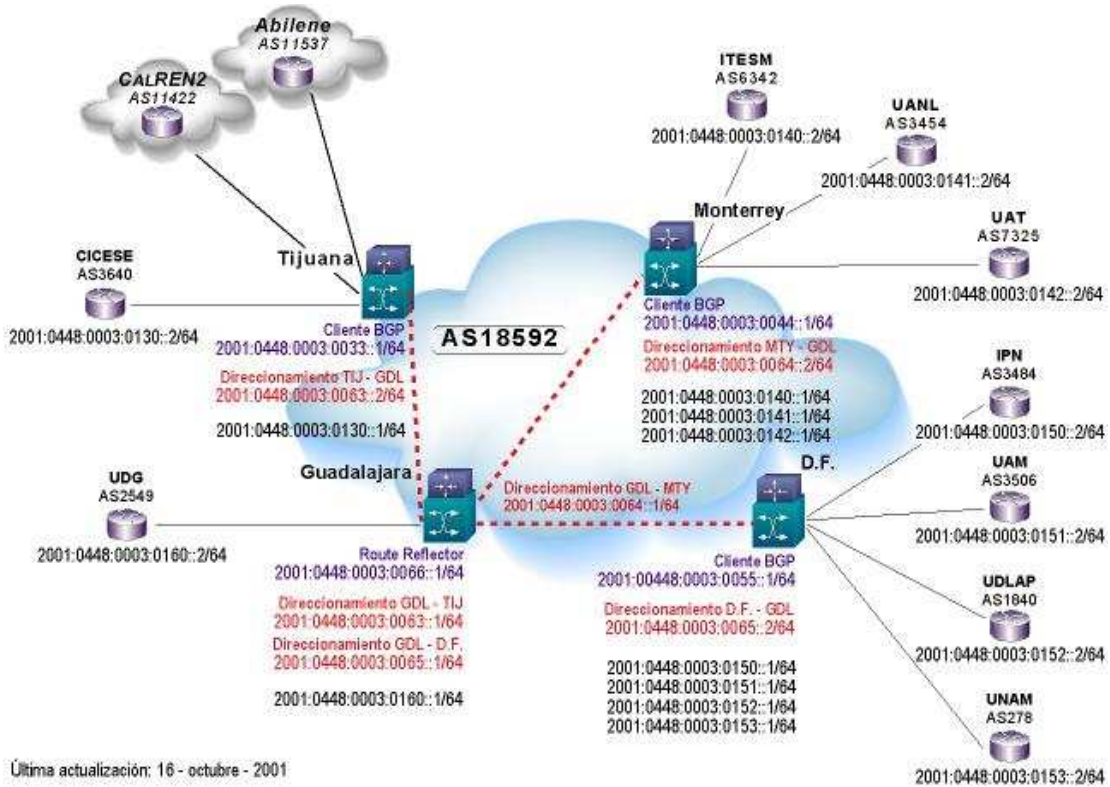 Abilene
AS11537
CALREN2
AS11422
ITESM
AS6342
2001:0448:0003:0140::2/64
UANL
AS3454
2001:0448:0003:0141::2/64
Monterrey
UAT
AS7325
2001:0448:0003:0142::2/64
Tijuana
CICESE
AS3640
2001:0448:0003:0130::2/64
Cliente BGP
2001:0448:0003:0033::1/64
Direccionamiento TIJ - GDL
2001:0448:0003:0063::2/64
2001:0448:0003:0130::1/64
AS18592
Cliente BGP
2001:0448:0003:0044::1/64
Direccionamiento MTY - GDL
2001:0448:0003:0064::2/64
2001:0448:0003:0140::1/64
2001:0448:0003:0141::1/64
2001:0448:0003:0142::1/64
IPN
AS3484
2001:0448:0003:0150::2/64
D.F.
Guadalajara
UDG
AS2549
2001:0448:0003:0160::2/64
Direccionamiento GDL - MTY
2001:0448:0003:0064::1/64
UAM
AS3506
2001:0448:0003:0151::2/64
Route Reflector
2001:0448:0003:0066::1/64
Direccionamiento GDL - TIJ
2001:0448:0003:0063::1/64
Direccionamiento GDL - D.F.
2001:0448:0003:0065::1/64
2001:0448:0003:0160::1/64
Cliente BGP
2001:00448:0003:0055::1/64
Direccionamiento D.F. - GDL
2001:0448:0003:0065::2/64
2001:0448:0003:0150::1/64
2001:0448:0003:0151::1/64
2001:0448:0003:0152::1/64
2001:0448:0003:0153::1/64
UDLAP
AS1840
2001:0448:0003:0152::2/64
UNAM
AS278
2001:0448:0003:0153::2/64
Última actualización: 16 - octubre - 2001